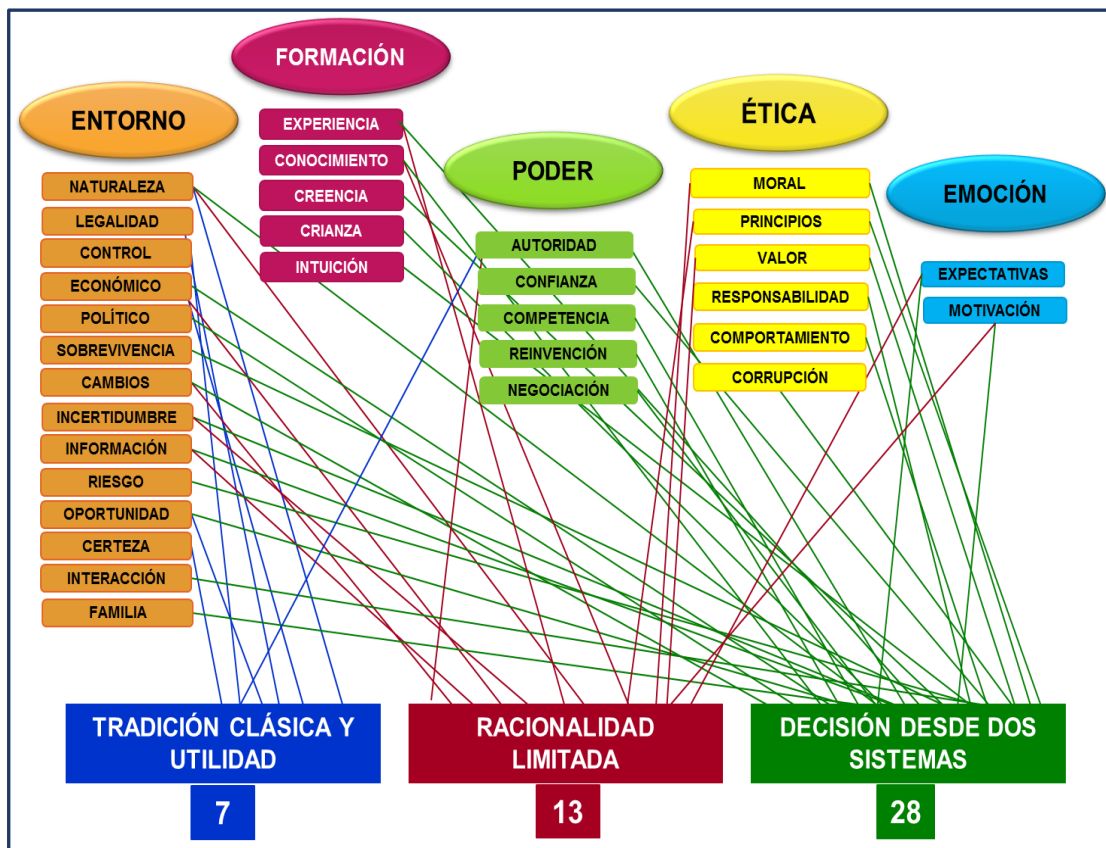 FORMACIÓN
EXPERIENCIA
CONOCIMIENTO
CREENCIA
CRIANZA
INTUICIÓN
ENTORNO
NATURALEZA
LEGALIDAD
CONTROL
ECONÓMICO
POLÍTICO
SOBREVIVENCIA
CAMBIOS
INCERTIDUMBRE
INFORMACIÓN
RIESGO
OPORTUNIDAD
CERTEZA
INTERACCIÓN
FAMILIA
PODER
AUTORIDAD
CONFIANZA
COMPETENCIA
REINVENCIÓN
NEGOCIACIÓN
ÉTICA
MORAL
PRINCIPIOS
VALOR
RESPONSABILIDAD
COMPORTAMIENTO
CORRUPCIÓN
EMOCIÓN
EXPECTATIVAS
MOTIVACIÓN
TRADICIÓN CLÁSICA Y
UTILIDAD
7
RACIONALIDAD
LIMITADA
13
DECISIÓN DESDE DOS
SISTEMAS
28